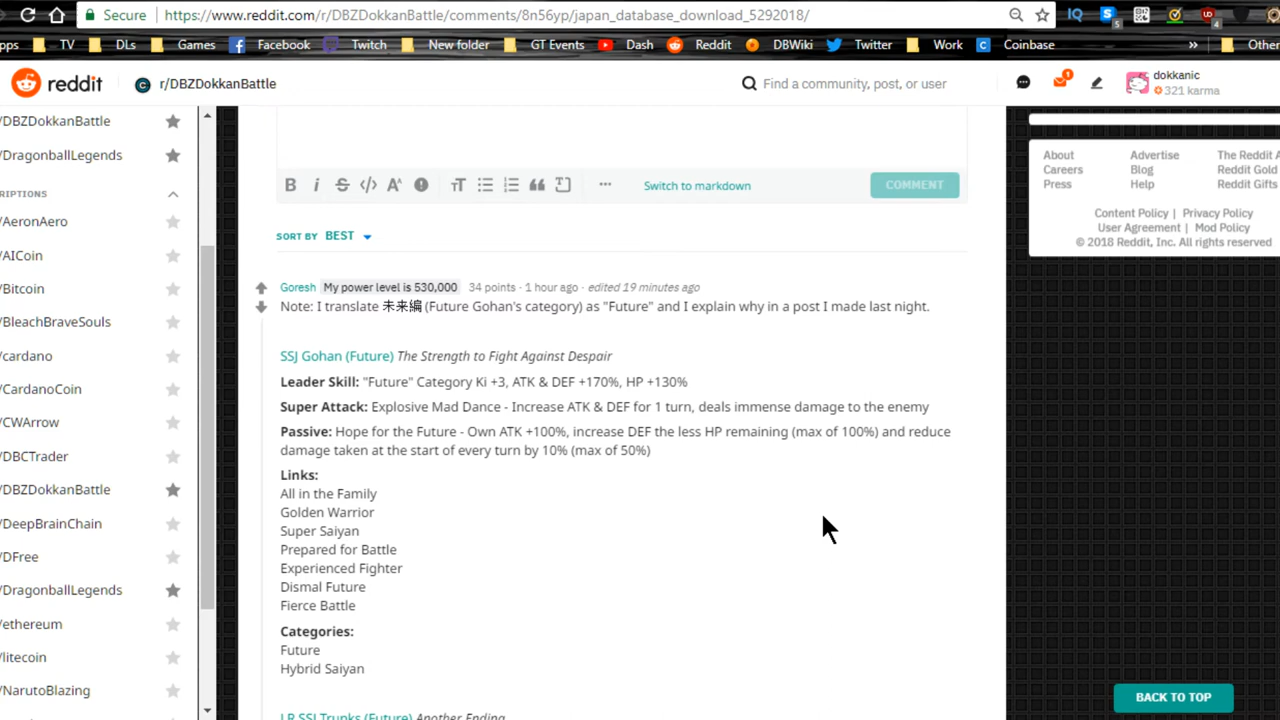 Secure https://www.reddit.com/r/DBZDokkanBattle/comments/8n56yp/japan_database_download_5292018/
pps TV DLs Games Facebook Twitch New folder GT Events Dash Reddit DBWiki Twitter Work Coinbase » Other
reddit r/DBZDokkanBattle Find a community, post, or user 1 dokkanic
321 karma
/DBZDokkanBattle
/DragonballLegends
RIPTIONS
/AeronAero
/AICoin
/Bitcoin
/BleachBraveSouls
/cardano
/CardanoCoin
/CWArrow
/DBCTrader
/DBZDokkanBattle
/DeepBrainChain
/DFree
/DragonballLegends
/ethereum
/litecoin
/NarutoBlazing
Switch to markdown COMMENT
SORT BY BEST
Goresh My power level is 530,000 34 points · 1 hour ago · edited 19 minutes ago
Note: I translate 未来編 (Future Gohan's category) as "Future" and I explain why in a post I made last night.
SSJ Gohan (Future) The Strength to Fight Against Despair
Leader Skill: "Future" Category Ki +3, ATK & DEF +170%, HP +130%
Super Attack: Explosive Mad Dance - Increase ATK & DEF for 1 turn, deals immense damage to the enemy
Passive: Hope for the Future - Own ATK +100%, increase DEF the less HP remaining (max of 100%) and reduce
damage taken at the start of every turn by 10% (max of 50%)
Links:
All in the Family
Golden Warrior
Super Saiyan
Prepared for Battle
Experienced Fighter
Dismal Future
Fierce Battle
Categories:
Future
Hybrid Saiyan
LR SSJ Trunks (Future) Another Ending
About Advertise The Reddit A
Careers Blog Reddit Gold
Press Help Reddit Gifts
Content Policy | Privacy Policy
User Agreement | Mod Policy
© 2018 Reddit, Inc. All rights reserved
BACK TO TOP